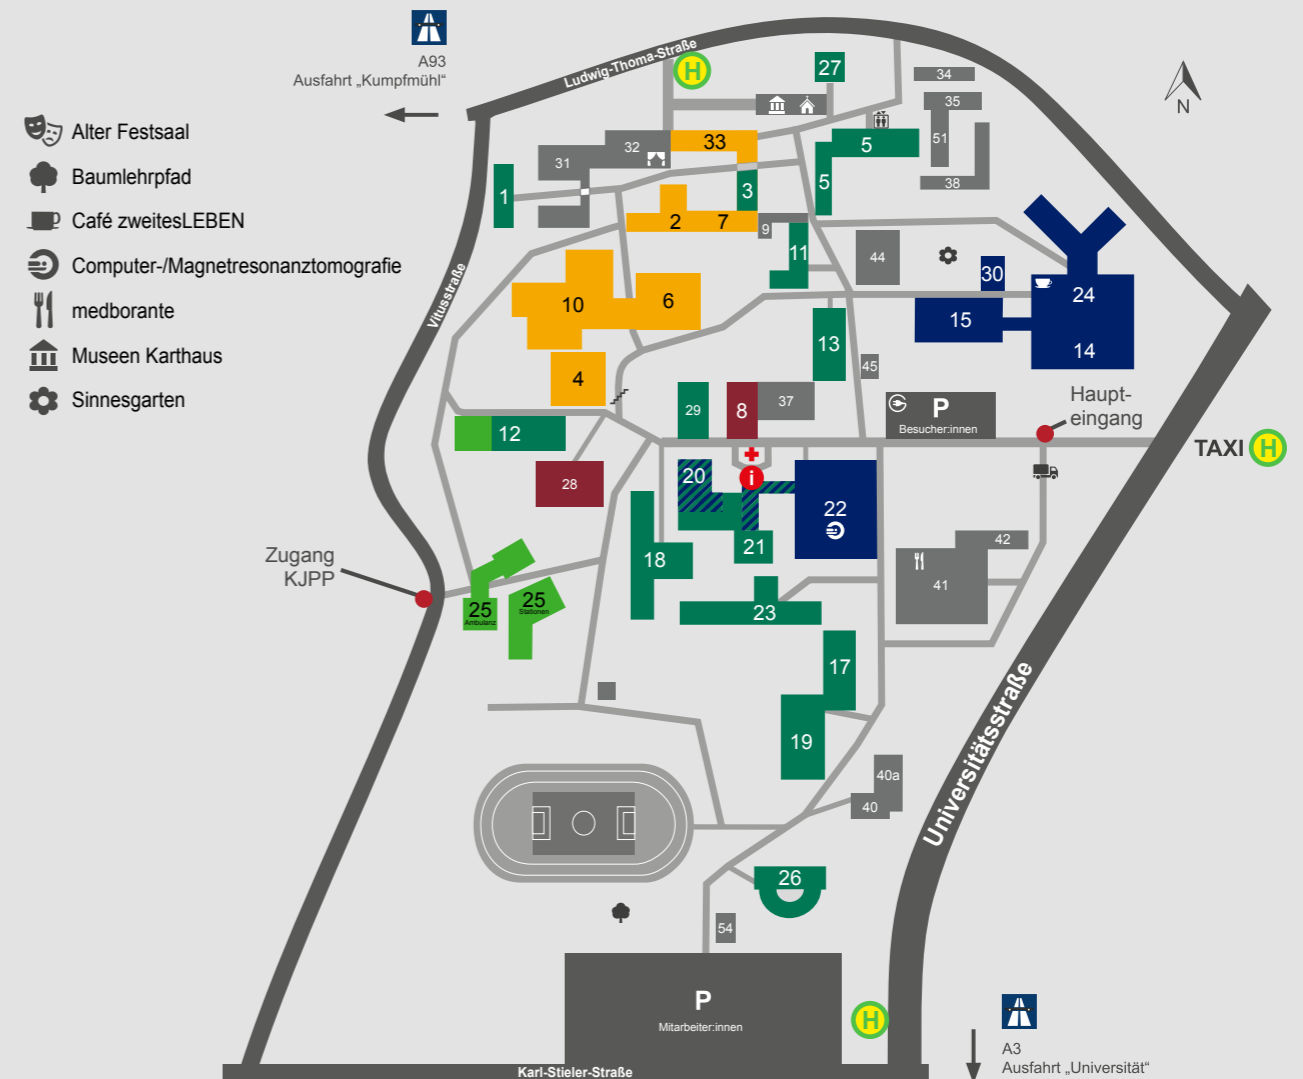 A93
Ausfahrt „Kumpfmühl“
Ludwig-Thoma-Straße
H
27
34
35
N
Alter Festsaal
Baumlehrpfad
Café zweitesLEBEN
Computer-/Magnetresonanztomografie
medborante
Museen Karthaus
Sinnesgarten
33
32
31
5
51
38
1
3
5
2
7
9
11
44
Vitusstraße
10
6
30
24
15
14
13
45
4
29
8
37
P
Besucher:innen
Haupt-
eingang
TAXI H
12
28
20
i
22
21
18
42
41
Zugang
KJPP
25
Ambulanz
25
Stationen
23
17
19
40a
40
Universitätsstraße
26
54
P
Mitarbeiter:innen
H
A3
Ausfahrt „Universität“
Karl-Stieler-Straße